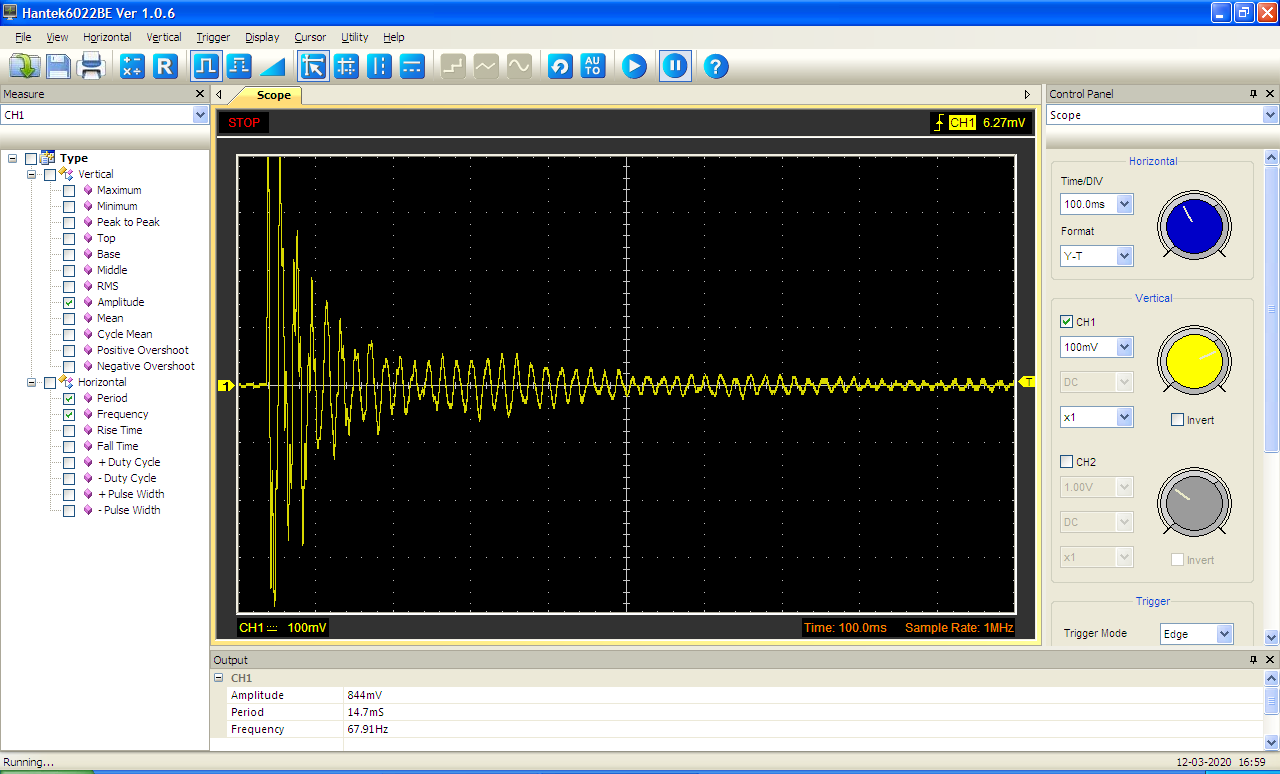 Hantek6022BE Ver 1.0.6
File View Horizontal Vertical Trigger Display Cursor Utility Help
R AU TO ?
Measure
CH1
Type
Vertical
Maximum
Minimum
Peak to Peak
Top
Base
Middle
RMS
Amplitude
Mean
Cycle Mean
Positive Overshoot
Negative Overshoot
Horizontal
Period
Frequency
Rise Time
Fall Time
+ Duty Cycle
- Duty Cycle
+ Pulse Width
- Pulse Width
Scope
STOP
CH1 6.27mV
1
T
CH1 100mV
Time: 100.0ms Sample Rate: 1MHz
Control Panel
Scope
Horizontal
Time/DIV
100.0ms
Format
Y-T
Vertical
CH1
100mV
DC
x1
Invert
CH2
1.00V
DC
x1
Invert
Trigger
Trigger Mode Edge
Output
CH1
Amplitude 844mV
Period 14.7mS
Frequency 67.91Hz
Running...
12-03-2020 16:59